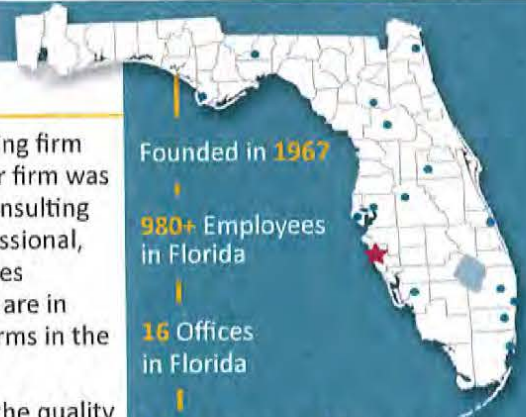 ng firm
r firm was
nsulting
ssional,
es
are in
rms in the
he quality
Founded in 1967
980+ Employees
in Florida
16 Offices
in Florida